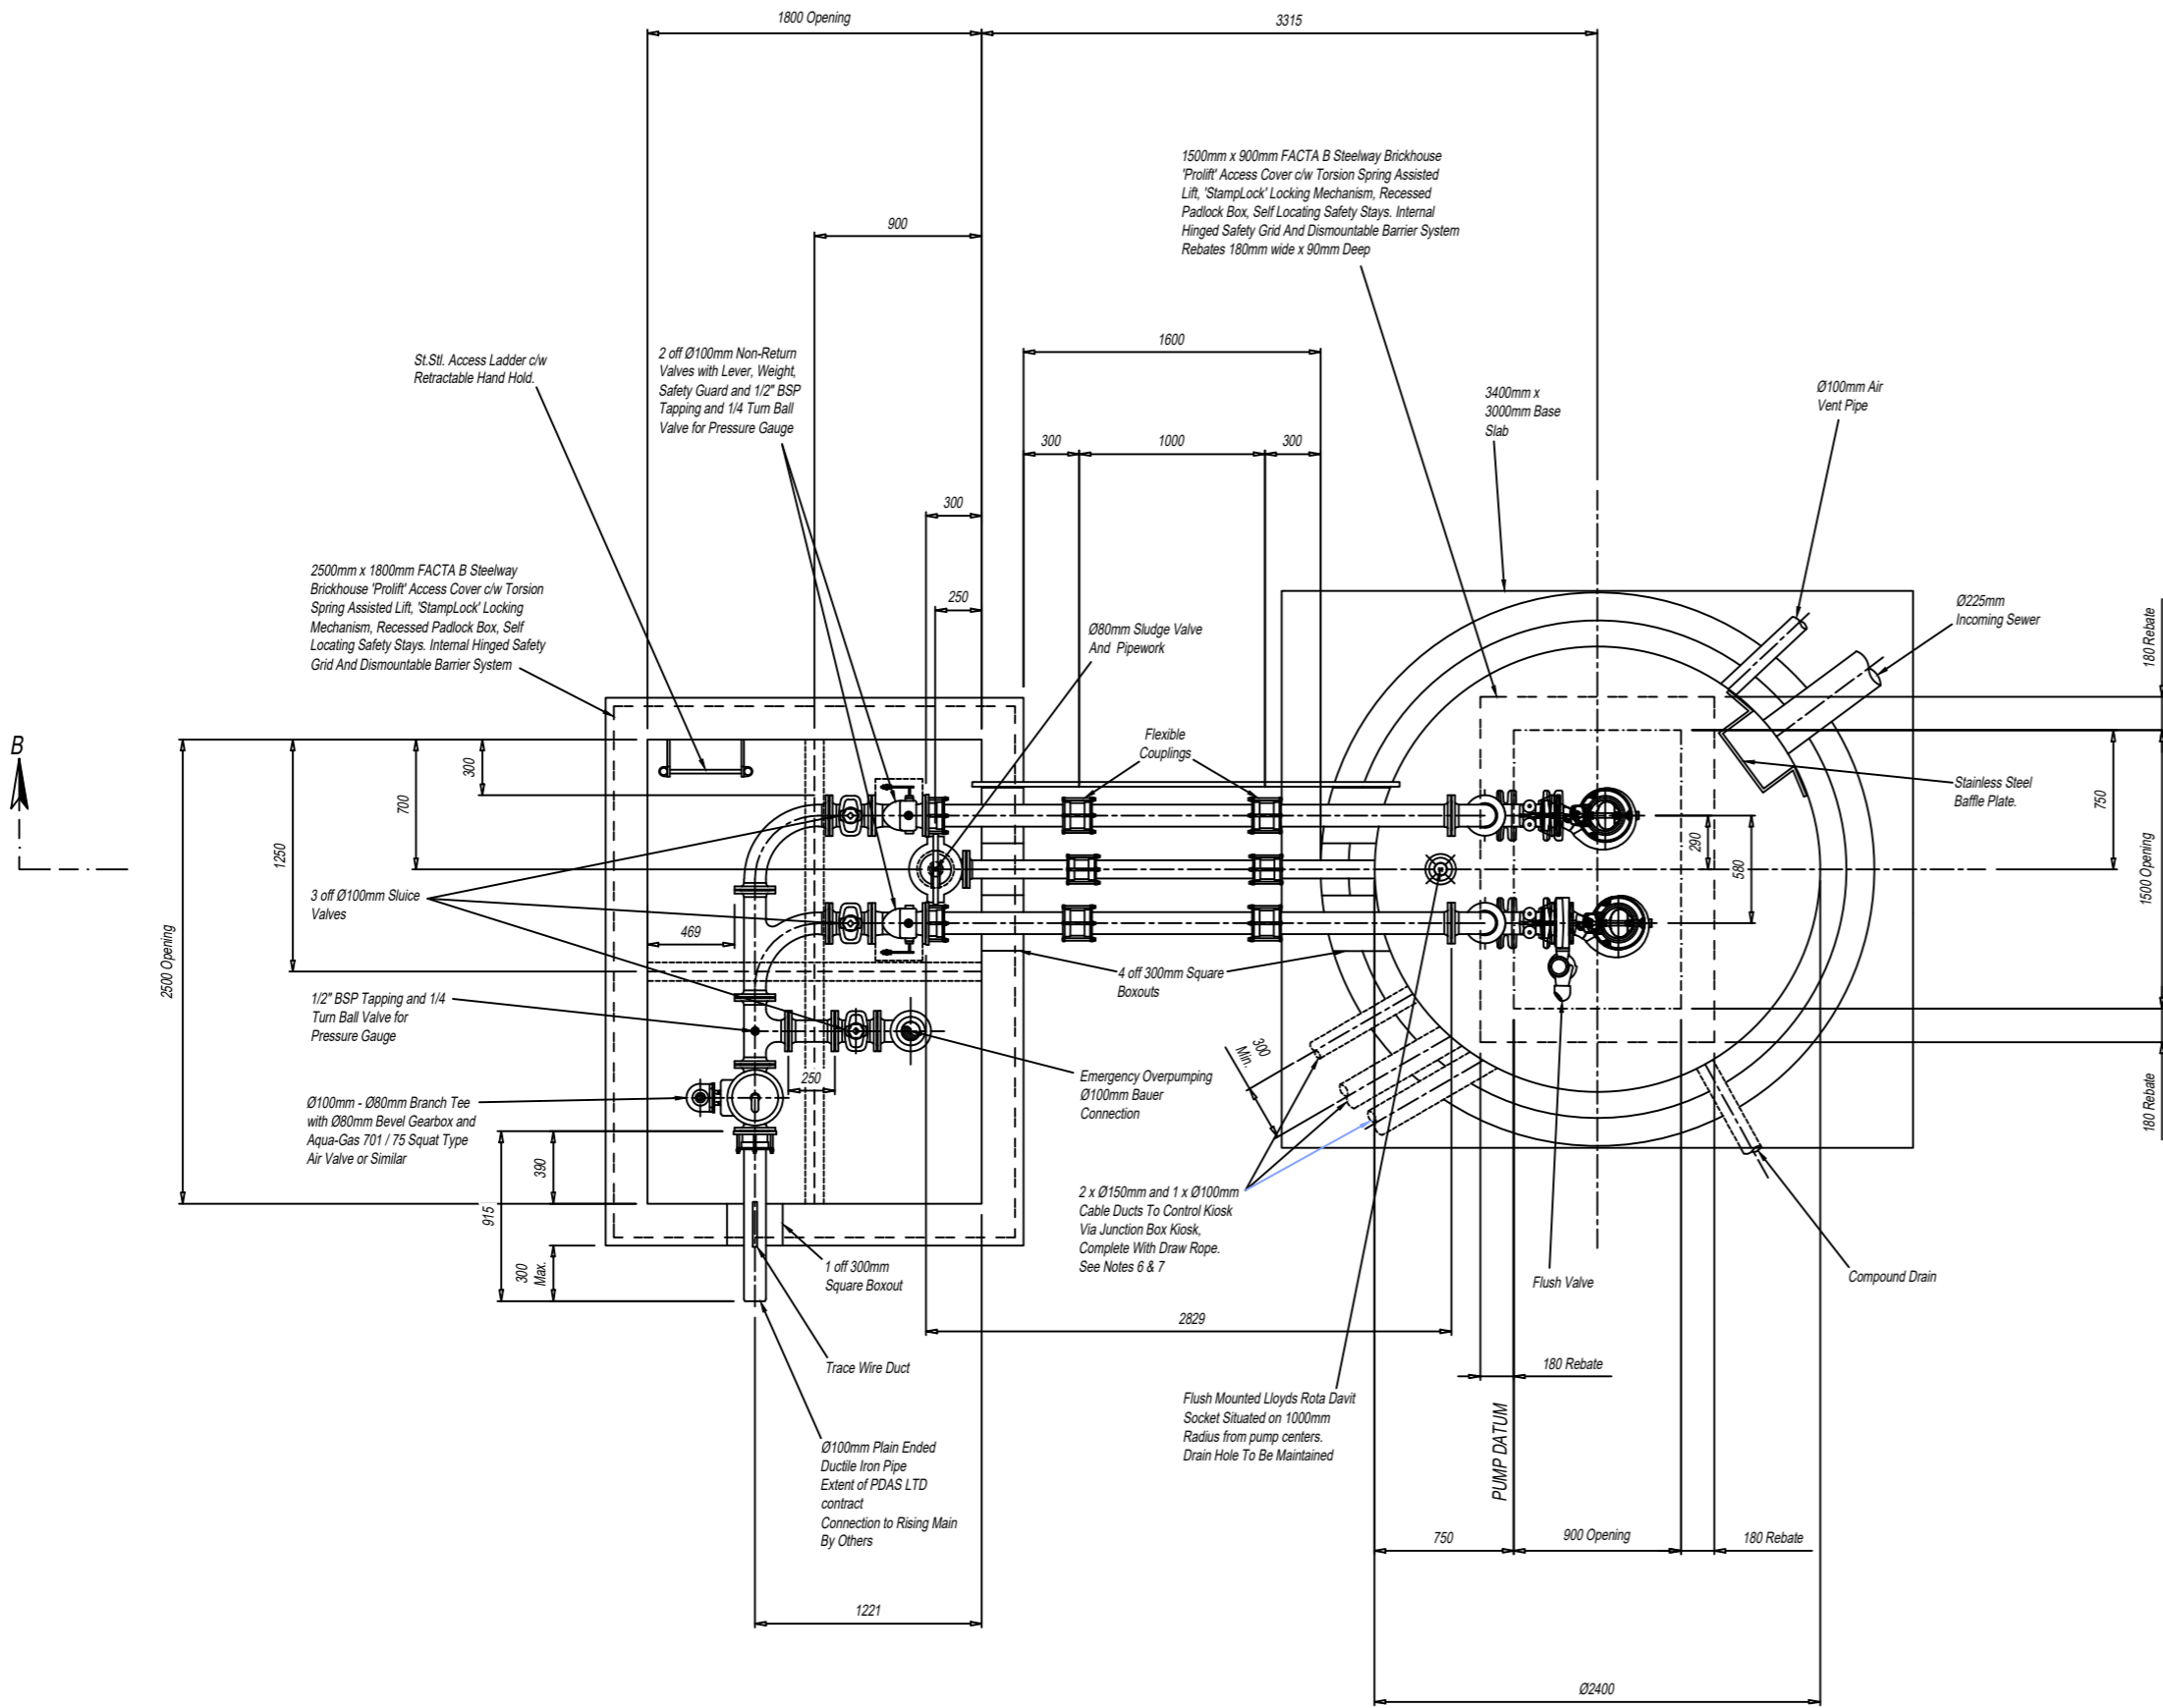 1800 Opening
3315
900
1500mm x 900mm FACTA B Steelway Brickhouse
'Prolift' Access Cover c/w Torsion Spring Assisted
Lift, 'StampLock' Locking Mechanism, Recessed
Padlock Box, Self Locating Safety Stays. Internal
Hinged Safety Grid And Dismountable Barrier System
Rebates 180mm wide x 90mm Deep
St.Stl. Access Ladder c/w
Retractable Hand Hold.
2 off Ø100mm Non-Return
Valves with Lever, Weight,
Safety Guard and 1/2" BSP
Tapping and 1/4 Turn Ball
Valve for Pressure Gauge
1600
3400mm x
3000mm Base
Slab
Ø100mm Air
Vent Pipe
300
1000
300
300
250
2500mm x 1800mm FACTA B Steelway
Brickhouse 'Prolift' Access Cover c/w Torsion
Spring Assisted Lift, 'StampLock' Locking
Mechanism, Recessed Padlock Box, Self
Locating Safety Stays. Internal Hinged Safety
Grid And Dismountable Barrier System
Ø80mm Sludge Valve
And Pipework
Ø225mm
Incoming Sewer
180 Rebate
B
Flexible
Couplings
Stainless Steel
Baffle Plate.
300
700
1250
2500 Opening
290
580
750
1500 Opening
180 Rebate
3 off Ø100mm Sluice
Valves
469
4 off 300mm Square
Boxouts
1/2" BSP Tapping and 1/4
Turn Ball Valve for
Pressure Gauge
300
Min.
250
Emergency Overpumping
Ø100mm Bauer
Connection
Ø100mm - Ø80mm Branch Tee
with Ø80mm Bevel Gearbox and
Aqua-Gas 701 / 75 Squat Type
Air Valve or Similar
390
915
300
Max.
2 x Ø150mm and 1 x Ø100mm
Cable Ducts To Control Kiosk
Via Junction Box Kiosk,
Complete With Draw Rope.
See Notes 6 & 7
1 off 300mm
Square Boxout
Flush Valve
Compound Drain
2829
Trace Wire Duct
180 Rebate
Flush Mounted Lloyds Rota Davit
Socket Situated on 1000mm
Radius from pump centers.
Drain Hole To Be Maintained
PUMP DATUM
Ø100mm Plain Ended
Ductile Iron Pipe
Extent of PDAS LTD
contract
Connection to Rising Main
By Others
750
900 Opening
180 Rebate
1221
Ø2400